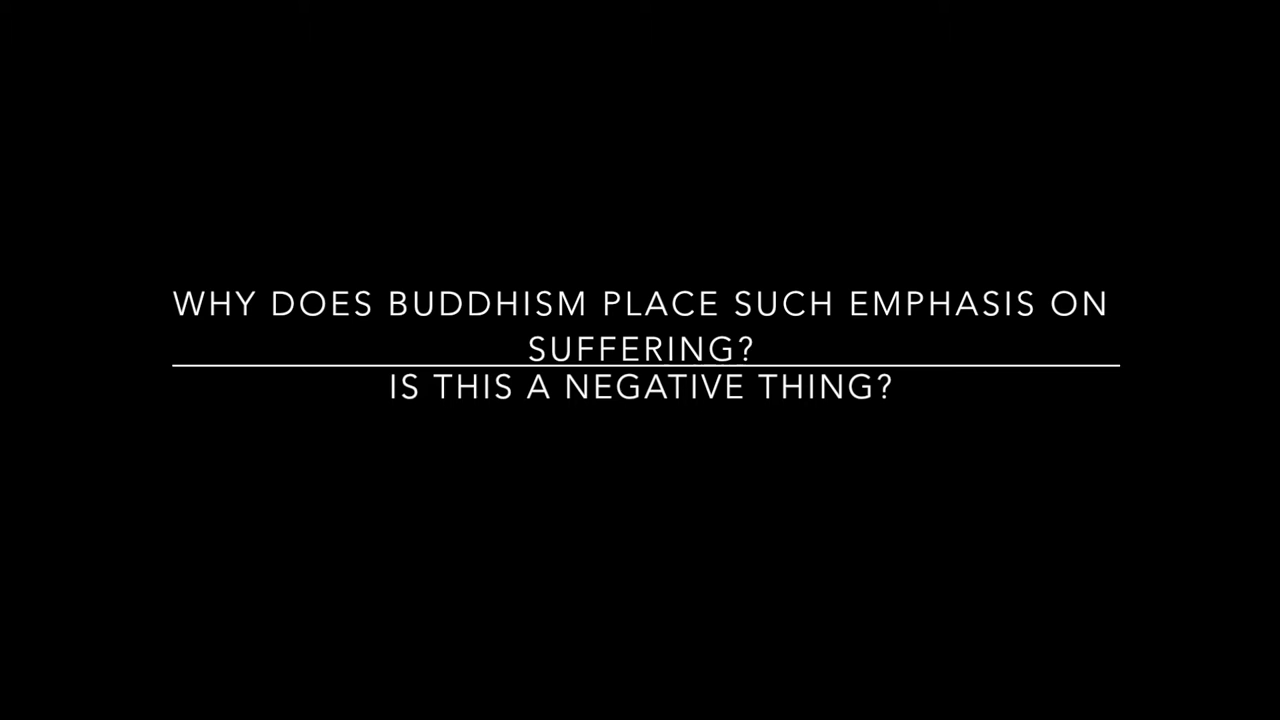 WHY DOES BUDDHISM PLACE SUCH EMPHASIS ON
SUFFERING?
IS THIS A NEGATIVE THING?